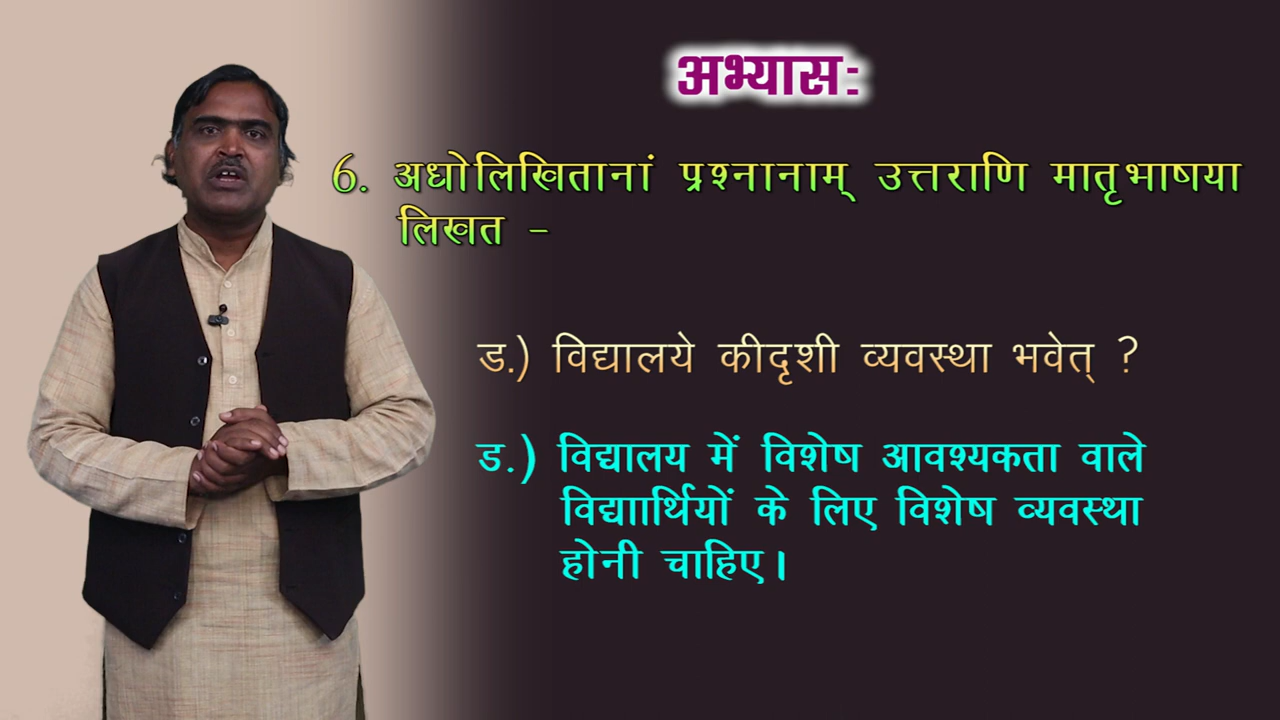 अभ्यासः
6. अधोलिखितानां प्रश्नानाम् उत्तराणि मातृभाषया
लिखत -
ड.) विद्यालये कीदृशी व्यवस्था भवेत् ?
ड.) विद्यालय में विशेष आवश्यकता वाले
विद्याार्थियों के लिए विशेष व्यवस्था
होनी चाहिए।